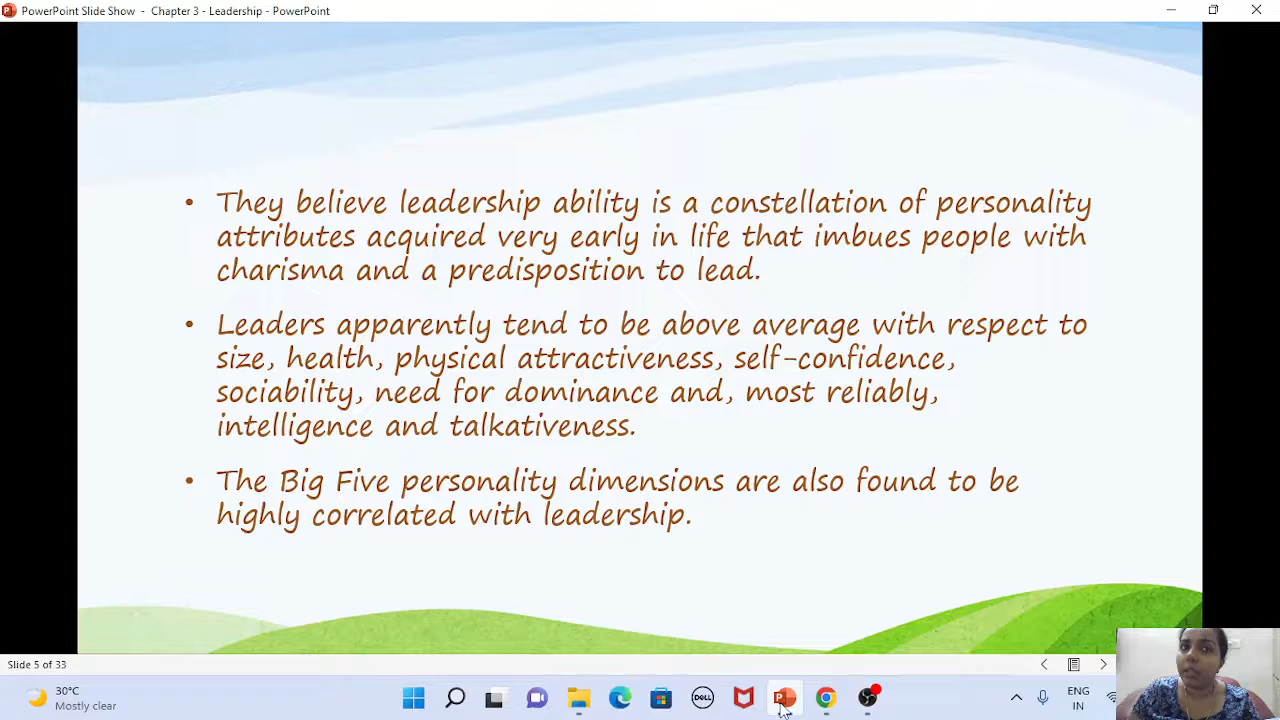 PowerPoint Slide Show - Chapter 3 - Leadership - PowerPoint
• They believe leadership ability is a constellation of personality
attributes acquired very early in life that imbues people with
charisma and a predisposition to lead.
• Leaders apparently tend to be above average with respect to
size, health, physical attractiveness, self-confidence,
sociability, need for dominance and, most reliably,
intelligence and talkativeness.
• The Big Five personality dimensions are also found to be
highly correlated with leadership.
Slide 5 of 33
30°C
Mostly clear
DELL
ENG
IN